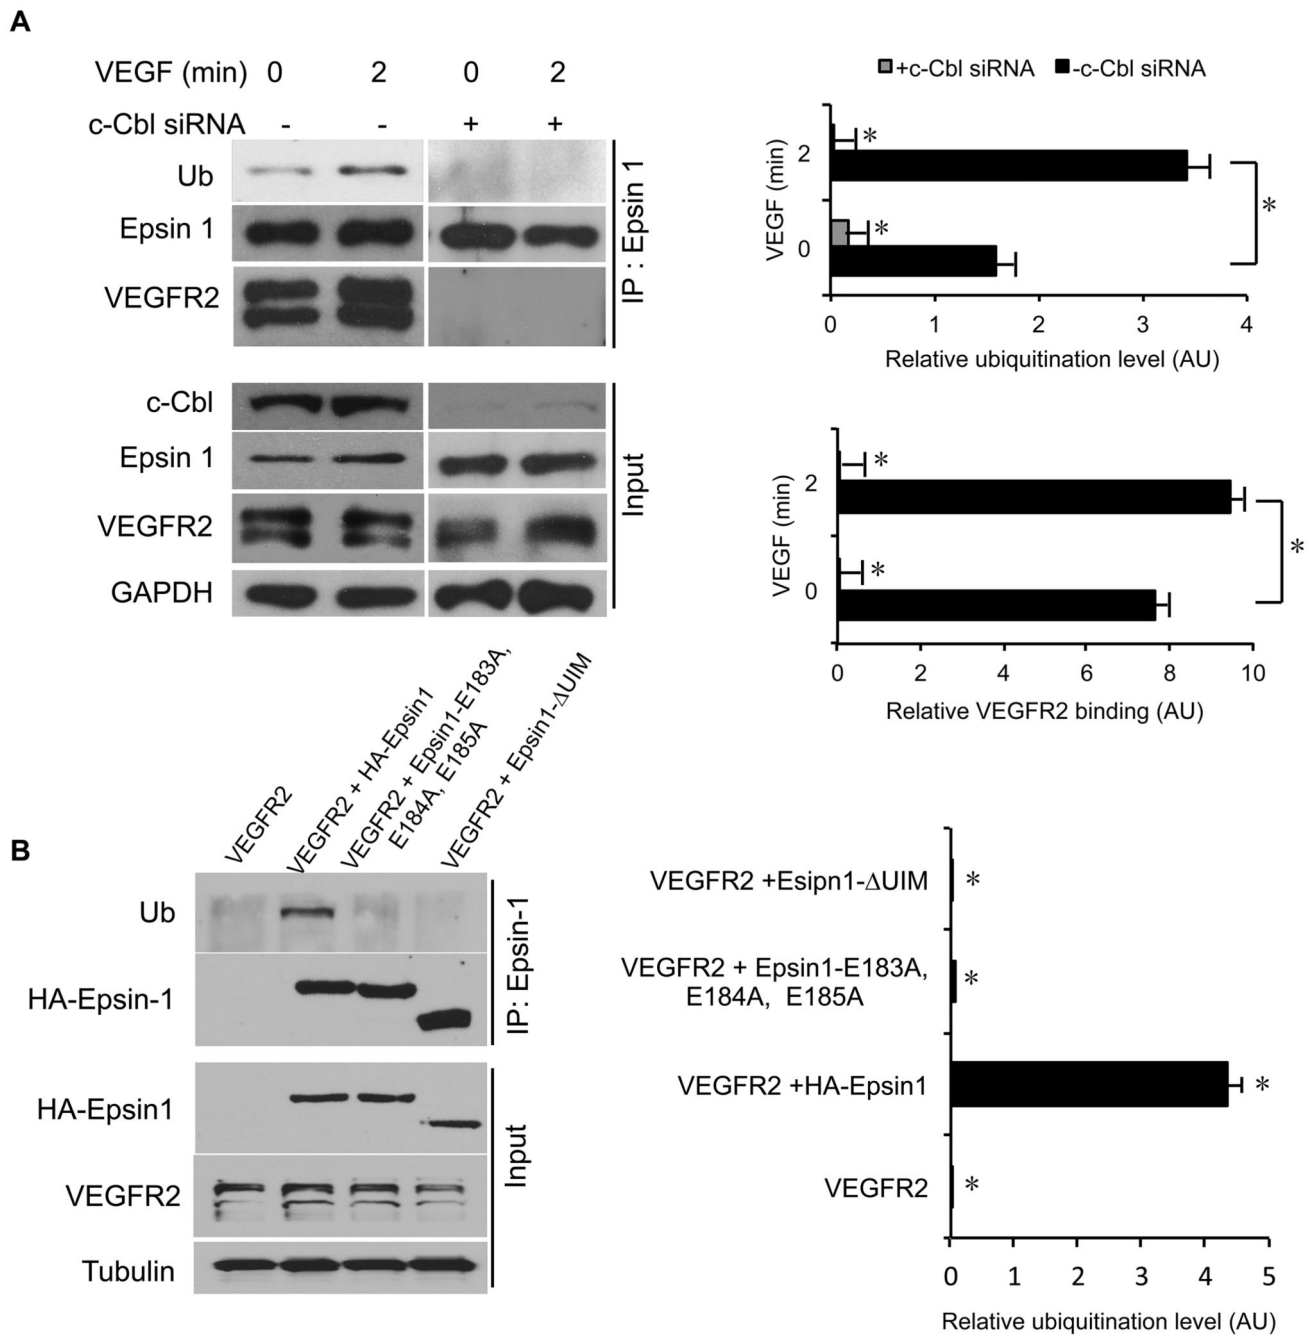 A
VEGF (min) 0 2 0 2
c-Cbl siRNA - - + +
Ub
Epsin 1
VEGFR2
IP : Epsin 1
c-Cbl
Epsin 1
VEGFR2
GAPDH
Input
+c-Cbl siRNA -c-Cbl siRNA
VEGF (min)
2
0
*
*
*
0 1 2 3 4
Relative ubiquitination level (AU)
VEGF (min)
2
0
*
*
*
0 2 4 6 8 10
Relative VEGFR2 binding (AU)
B
VEGFR2
VEGFR2 + HA-Epsin1
VEGFR2 + Epsin1-E183A,
E184A, E185A
VEGFR2 + Epsin1-ΔUIM
Ub
HA-Epsin-1
IP: Epsin-1
HA-Epsin1
VEGFR2
Tubulin
Input
VEGFR2 +Esipn1-ΔUIM *
VEGFR2 + Epsin1-E183A,
E184A, E185A *
VEGFR2 +HA-Epsin1 *
VEGFR2 *
0 1 2 3 4 5
Relative ubiquitination level (AU)